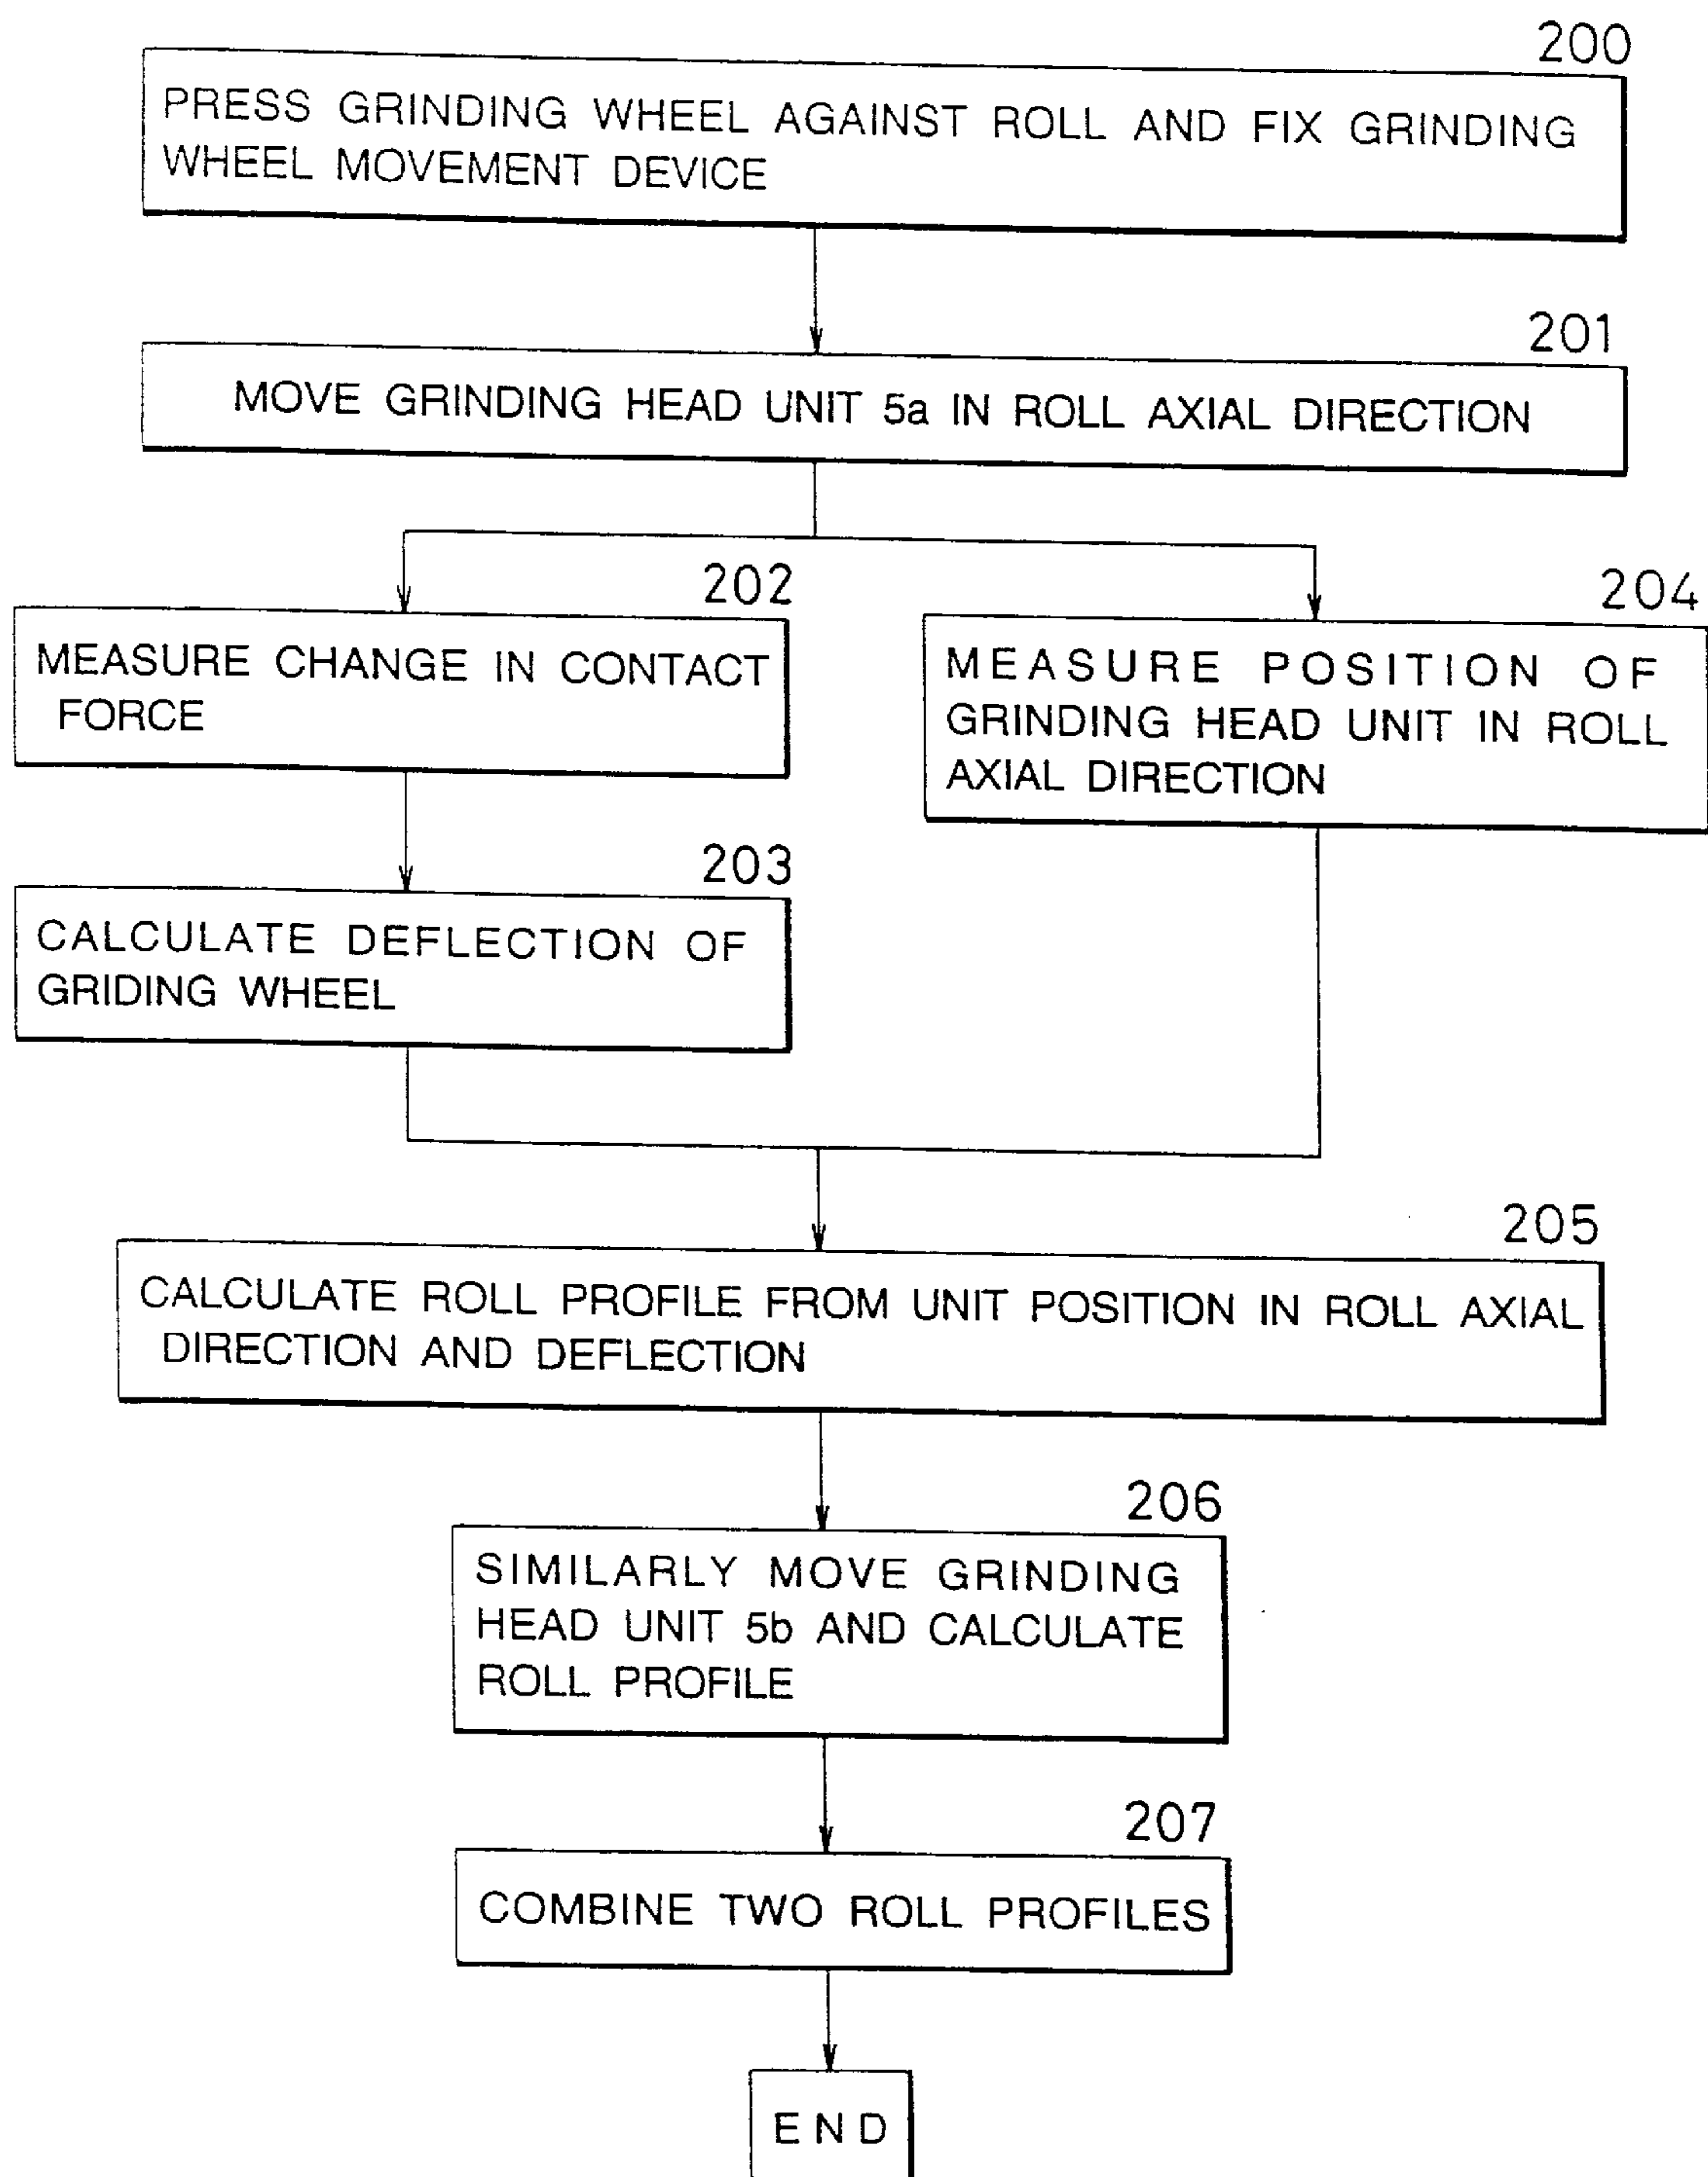 200
PRESS GRINDING WHEEL AGAINST ROLL AND FIX GRINDING
WHEEL MOVEMENT DEVICE
201
MOVE GRINDING HEAD UNIT 5a IN ROLL AXIAL DIRECTION
202
MEASURE CHANGE IN CONTACT
FORCE
204
MEASURE POSITION OF
GRINDING HEAD UNIT IN ROLL
AXIAL DIRECTION
203
CALCULATE DEFLECTION OF
GRIDING WHEEL
205
CALCULATE ROLL PROFILE FROM UNIT POSITION IN ROLL AXIAL
DIRECTION AND DEFLECTION
206
SIMILARLY MOVE GRINDING
HEAD UNIT 5b AND CALCULATE
ROLL PROFILE
207
COMBINE TWO ROLL PROFILES
END